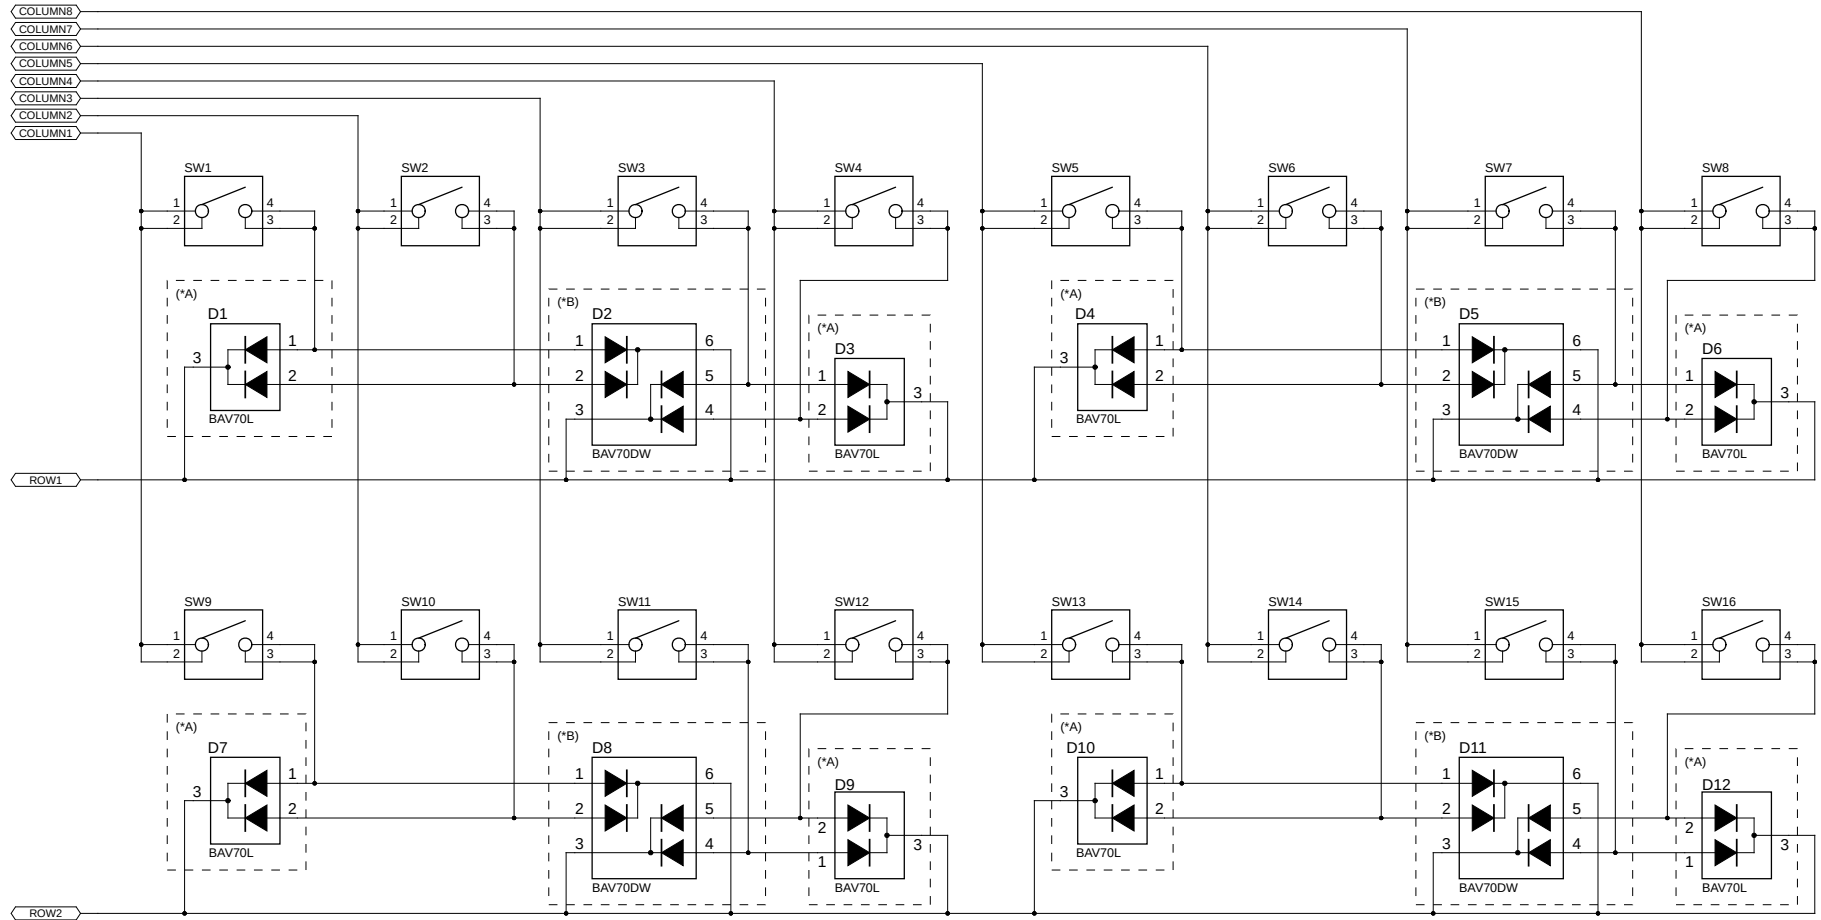 COLUMN8
COLUMN7
COLUMN6
COLUMN5
COLUMN4
COLUMN3
COLUMN2
COLUMN1
SW1 SW2 SW3 SW4 SW5 SW6 SW7 SW8
1 4 1 4 1 4 1 4 1 4 1 4 1 4 1 4
2 3 2 3 2 3 2 3 2 3 2 3 2 3 2 3
(*A) (*B) (*A) (*B)
D1 D2 (*A) D4 D5 (*A)
1 1 6 D3 1 1 6 D6
3 3
2 2 5 1 2 2 5 1
3 3
3 4 2 3 4 2
BAV70L BAV70L
BAV70DW BAV70L BAV70DW BAV70L
ROW1
SW9 SW10 SW11 SW12 SW13 SW14 SW15 SW16
1 4 1 4 1 4 1 4 1 4 1 4 1 4 1 4
2 3 2 3 2 3 2 3 2 3 2 3 2 3 2 3
(*A) (*B) (*A) (*B)
D7 D8 (*A) D10 D11 (*A)
1 1 6 D9 1 1 6 D12
3 3
2 2 5 2 2 2 5 2
3 4 3 3 4 3
1 1
BAV70L BAV70L
BAV70DW BAV70L BAV70DW BAV70L
ROW2